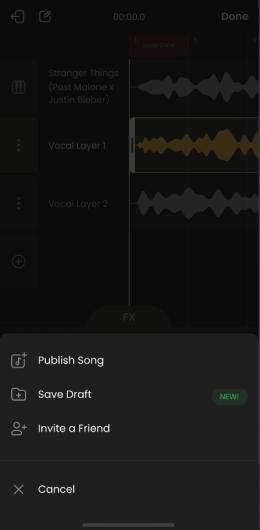 00:00.0
Done
Stranger Things
(Post Malone x
Justin Bieber)
Vocal Layer 1
Vocal Layer 2
FX
Publish Song
Save Draft
NEW!
Invite a Friend
Cancel